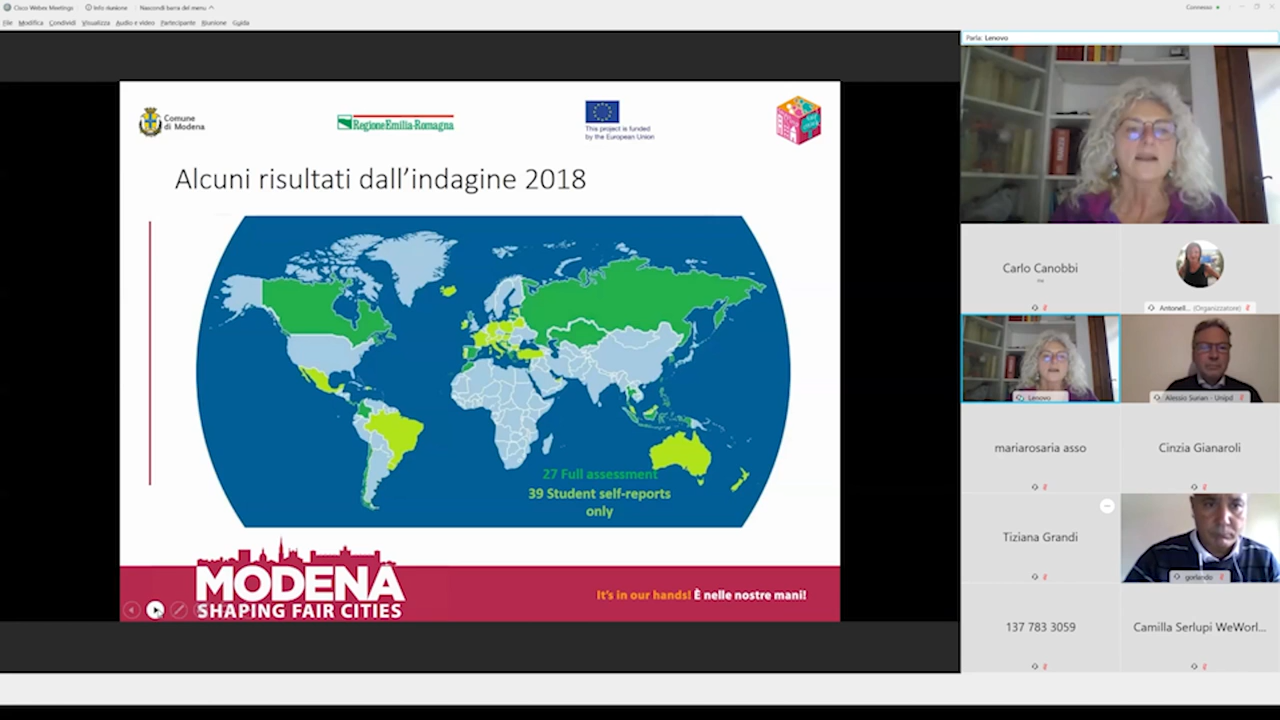 Cisco Webex Meetings
Info riunione
Nascondi barra del menu
Connesso
File Modifica Condividi Visualizza Audio e video Partecipante Riunione Guida
Parla: Lenovo
Comune
di Modena
RegioneEmilia-Romagna
This project is funded
by the European Union
Alcuni risultati dall'indagine 2018
27 Full assessment
39 Student self-reports
only
MODENA
SHAPING FAIR CITIES
It's in our hands! È nelle nostre mani!
Carlo Canobbi
Antonell... (Organizzatore)
Lenovo
Alessio Surian - Unipd
mariarosaria asso
Cinzia Gianaroli
Tiziana Grandi
gorlando
137 783 3059
Camilla Serlupi WeWorl...